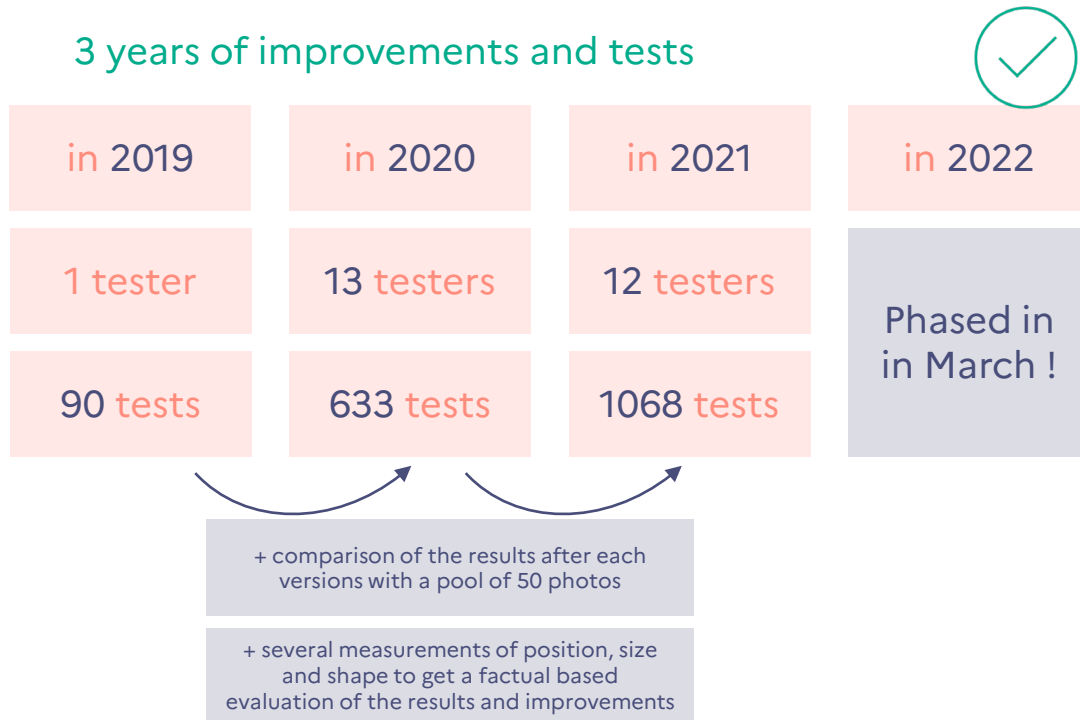 3 years of improvements and tests
in 2019
in 2020
in 2021
in 2022
1 tester
13 testers
12 testers
Phased in
in March !
90 tests
633 tests
1068 tests
+ comparison of the results after each
versions with a pool of 50 photos
+ several measurements of position, size
and shape to get a factual based
evaluation of the results and improvements